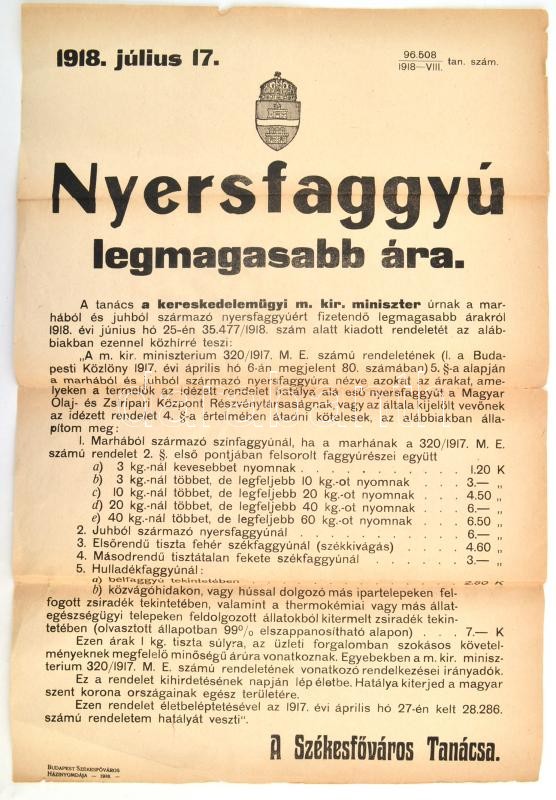 1918. július 17.
96.508
1918—VIII. tan. szám.
Nyersfaggyú
legmagasabb ára.
A tanács a kereskedelemügyi m. kir. miniszter úrnak a mar-
hából és juhból származó nyersfaggyúért fizetendő legmagasabb árakról
1918. évi június hó 25-én 35.477/1918. szám alatt kiadott rendeletét az aláb-
biakban ezennel közhirré teszi:
„A m. kir. miniszterium 320/1917. M. E. számú rendeletének (l. a Buda-
pesti Közlöny 1917. évi április hó 6-án megjelent 80. számában) 5. §-a alapján
a marhából és juhból származó nyersfaggyúra nézve azokat az árakat, ame-
lyeken a termelők az idézett rendelet hatálya alá eső nyersfaggyút a Magyar
Olaj- és Zsíripari Központ Részvénytársaságnak, vagy az általa kijelölt vevőnek
az idézett rendelet 4. §-a értelmében átadni kötelesek, az alábbiakban álla-
pítom meg:
1. Marhából származó színfaggyúnál, ha a marhának a 320/1917. M. E.
számú rendelet 2. §. első pontjában felsorolt faggyúrészei együtt
a) 3 kg.-nál kevesebbet nyomnak . . . . . . . . . . 1.20 K
b) 3 kg.-nál többet, de legfeljebb 10 kg.-ot nyomnak . . . 3.— „
c) 10 kg.-nál többet, de legfeljebb 20 kg.-ot nyomnak . . . 4.50 „
d) 20 kg.-nál többet, de legfeljebb 40 kg.-ot nyomnak . . . 6.— „
e) 40 kg.-nál többet, de legfeljebb 60 kg.-ot nyomnak . . . 6.50 „
2. Juhból származó nyersfaggyúnál . . . . . . . . . 6.— „
3. Elsőrendű tiszta fehér székfaggyúnál (székkivágás) . . . . 4.60 „
4. Másodrendű tisztátalan fekete székfaggyúnál . . . . . 3.— „
5. Hulladékfaggyúnál:
a) bélfaggyú tekintetében . . . . . . . . . . . 2.80 K
b) közvágóhidakon, vagy hússal dolgozó más ipartelepeken fel-
fogott zsiradék tekintetében, valamint a thermokémiai vagy más állat-
egészségügyi telepeken feldolgozott állatokból kitermelt zsiradék tekin-
tetében (olvasztott állapotban 99% elszappanosítható alapon) . . . 7.— K
Ezen árak 1 kg. tiszta súlyra, az üzleti forgalomban szokásos követel-
ményeknek megfelelő minőségű árúra vonatkoznak. Egyebekben a m. kir. minisz-
terium 320/1917. M. E. számú rendeletének vonatkozó rendelkezései irányadók.
Ez a rendelet kihirdetésének napján lép életbe. Hatálya kiterjed a magyar
szent korona országainak egész területére.
Ezen rendelet életbeléptetésével az 1917. évi április hó 27-én kelt 28.286.
számú rendeletem hatályát veszti“.
A Székesfőváros Tanácsa.
BUDAPEST SZÉKESFŐVÁROS
HÁZINYOMDÁJA — 1918. —